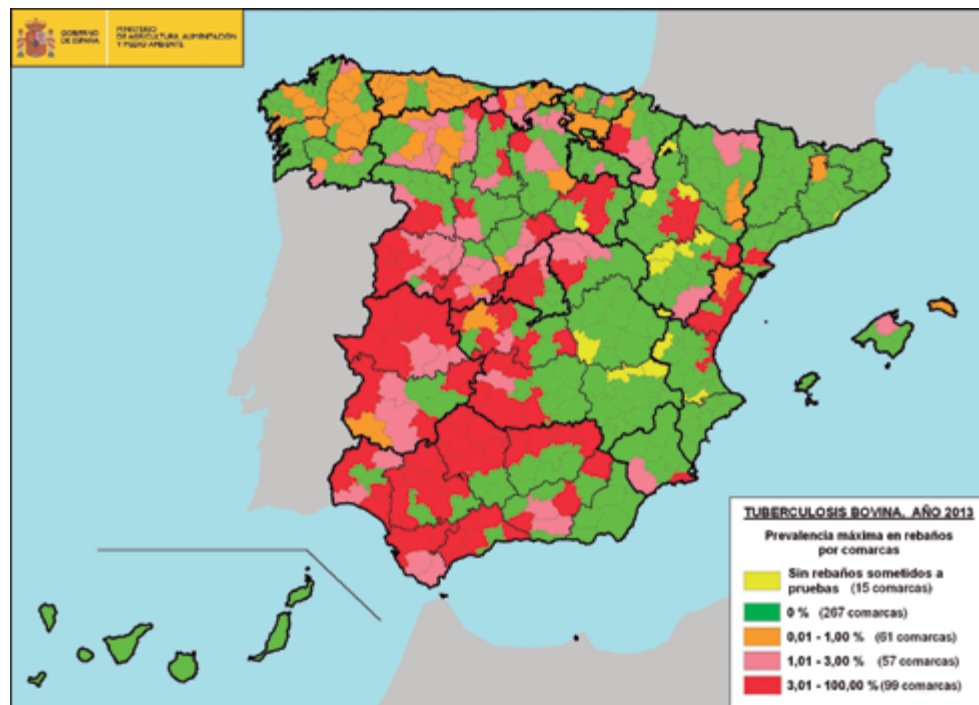 GOBIERNO
DE ESPAÑA
MINISTERIO
DE AGRICULTURA, ALIMENTACIÓN
Y MEDIO AMBIENTE
TUBERCULOSIS BOVINA. AÑO 2013
Prevalencia máxima en rebaños
por comarcas
Sin rebaños sometidos a
pruebas (15 comarcas)
0 % (267 comarcas)
0,01 - 1,00 % (61 comarcas)
1,01 - 3,00 % (57 comarcas)
3,01 - 100,00 % (99 comarcas)